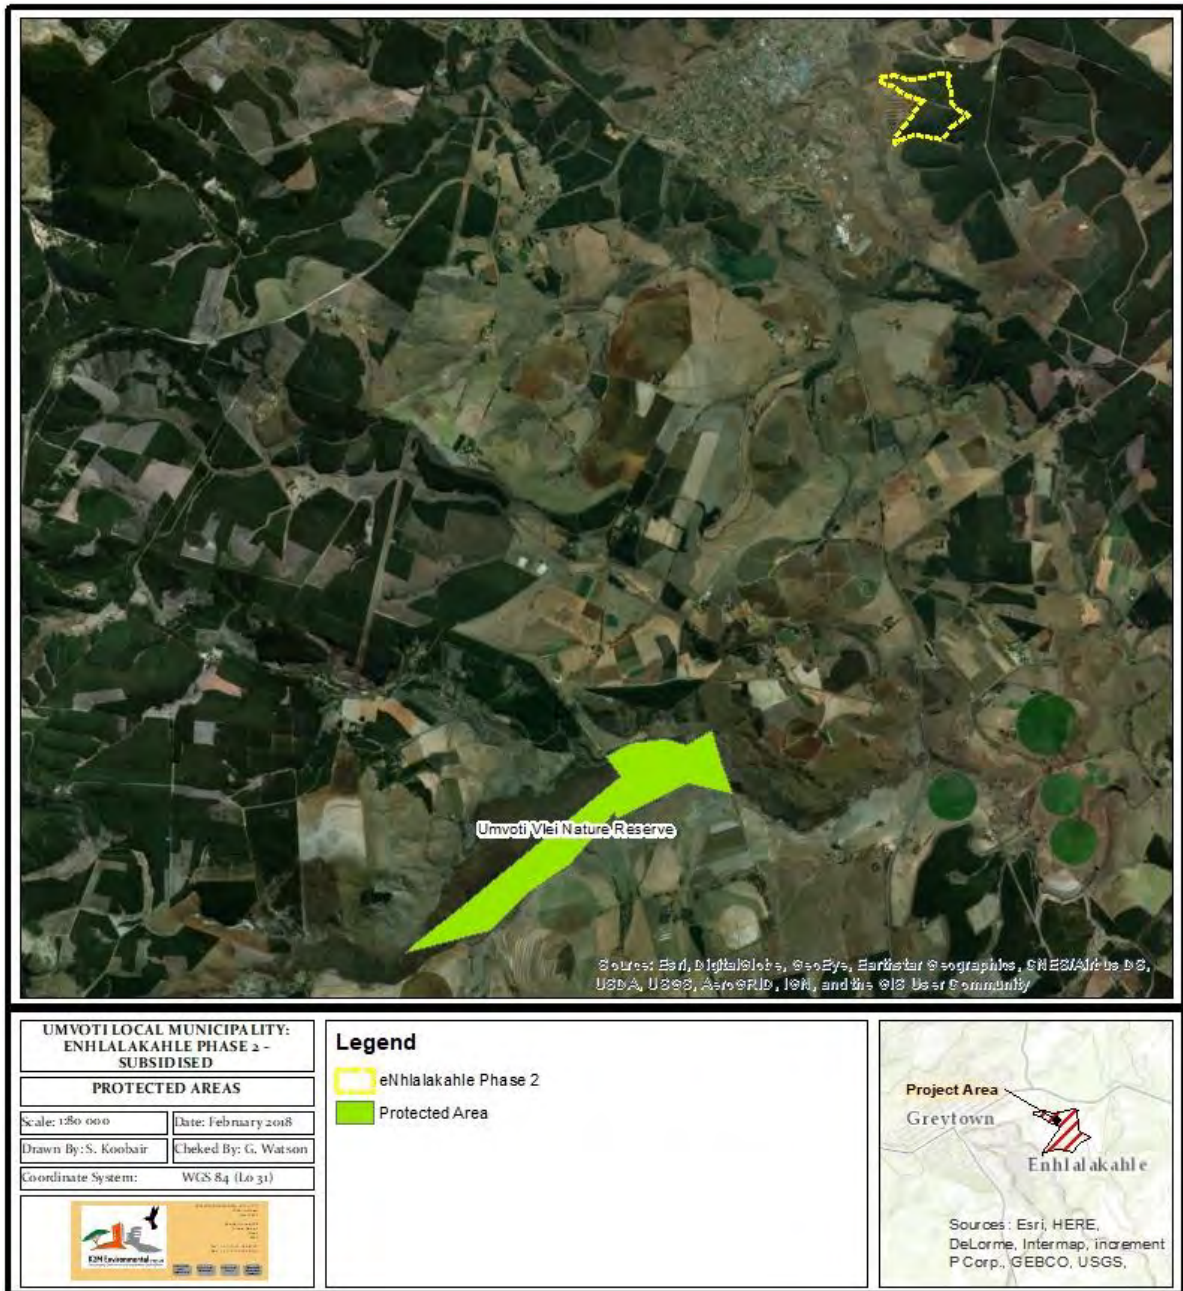 Umvoti Vlei Nature Reserve
Source: Esri, DigitalGlobe, GeoEye, Earthstar Geographics, CNES/Airbus DS,
USDA, USGS, AeroGRID, IGN, and the GIS User Community
UMVOTI LOCAL MUNICIPALITY:
ENHLALAKAHLE PHASE 2 -
SUBSIDISED
PROTECTED AREAS
Scale: 1:80 000
Date: February 2018
Drawn By: S. Koobair
Cheked By: G. Watson
Coordinate System: WGS 84 (Lo 31)
K2M Environmental
Legend
eNhlalakahle Phase 2
Protected Area
Project Area
Greytown
Enhlalakahle
Sources: Esri, HERE,
DeLorme, Intermap, increment
P Corp., GEBCO, USGS,